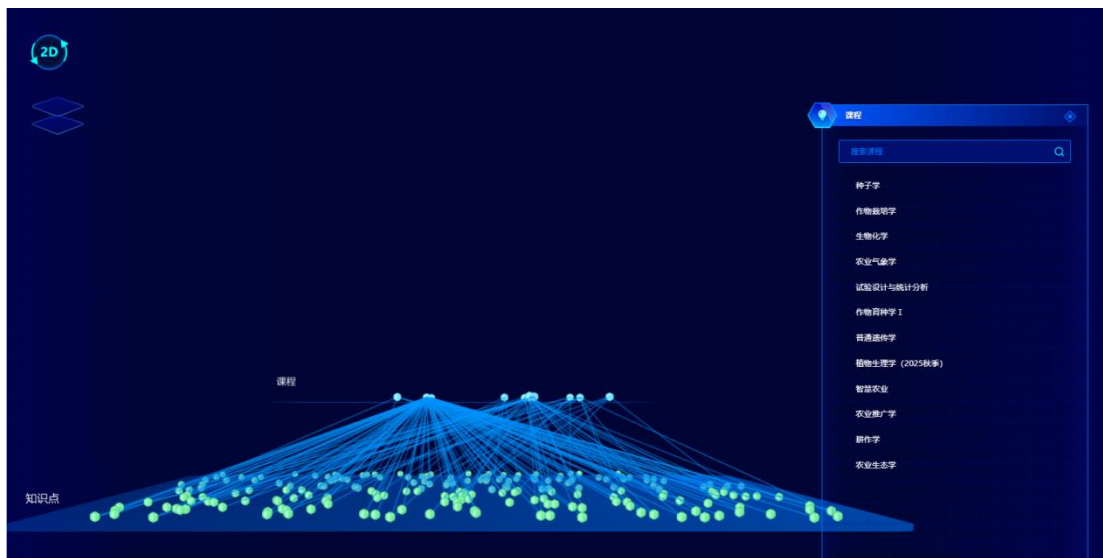 2D
课程
知识点
课程
搜索课程
种子学
作物栽培学
生物化学
农业气象学
试验设计与统计分析
作物育种学 I
普通遗传学
植物生理学（2025秋季）
智慧农业
农业推广学
耕作学
农业生态学